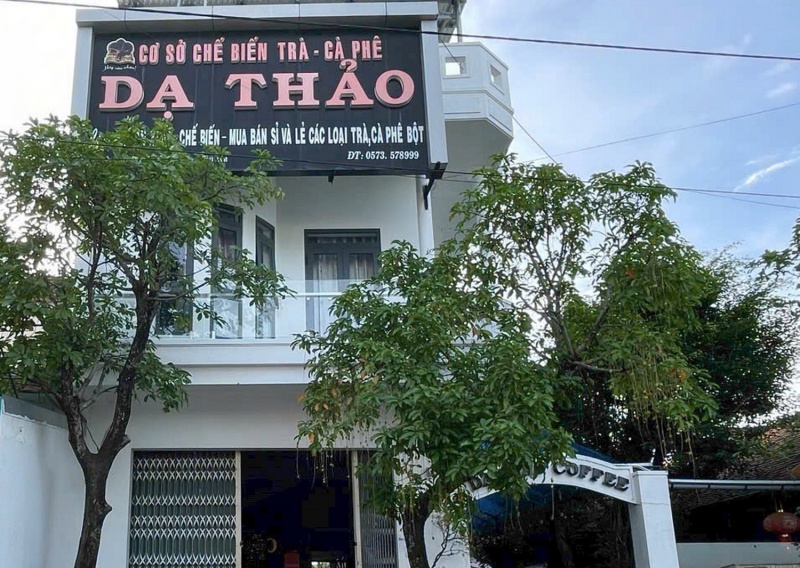 CƠ SỞ CHẾ BIẾN TRÀ - CÀ PHÊ
DẠ THẢO
CHẾ BIẾN - MUA BÁN SỈ VÀ LẺ CÁC LOẠI TRÀ, CÀ PHÊ BỘT
ĐT: 0573. 578999
COFFEE